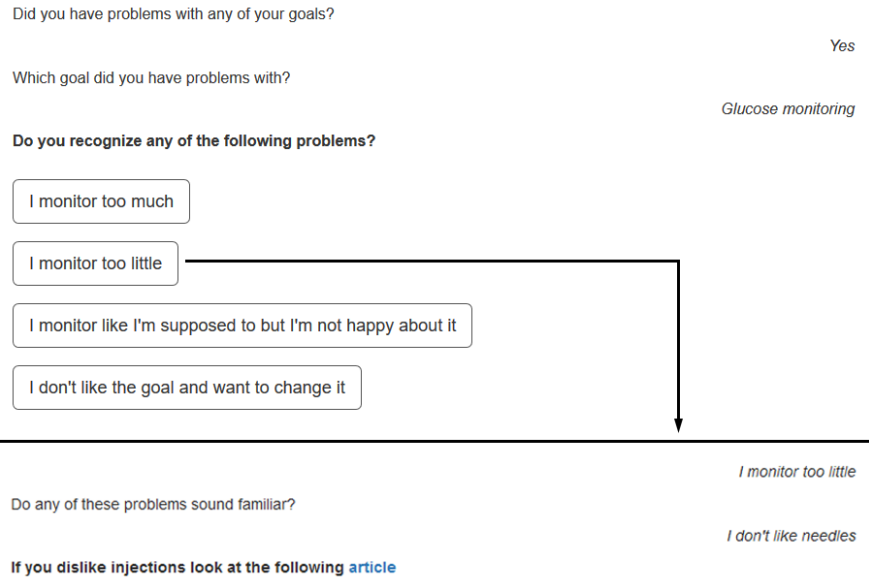 Did you have problems with any of your goals?
Yes
Which goal did you have problems with?
Glucose monitoring
Do you recognize any of the following problems?
I monitor too much
I monitor too little
I monitor like I'm supposed to but I'm not happy about it
I don't like the goal and want to change it
I monitor too little
Do any of these problems sound familiar?
I don't like needles
If you dislike injections look at the following article